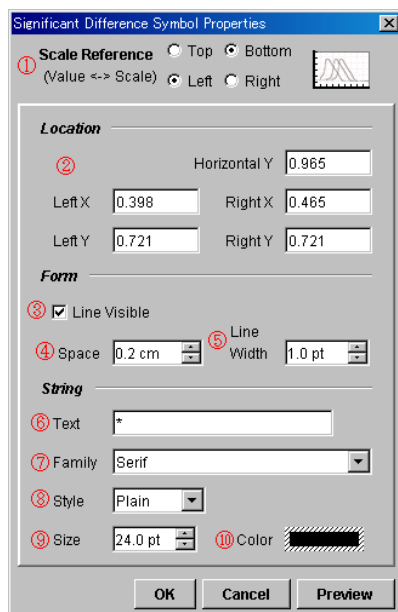 Significant Difference Symbol Properties
① Scale Reference Top Bottom
(Value <-> Scale) Left Right
Location
② Horizontal Y 0.965
Left X 0.398 Right X 0.465
Left Y 0.721 Right Y 0.721
Form
③ Line Visible
④ Space 0.2 cm ⑤ Line Width 1.0 pt
String
⑥ Text *
⑦ Family Serif
⑧ Style Plain
⑨ Size 24.0 pt ⑩ Color
OK Cancel Preview